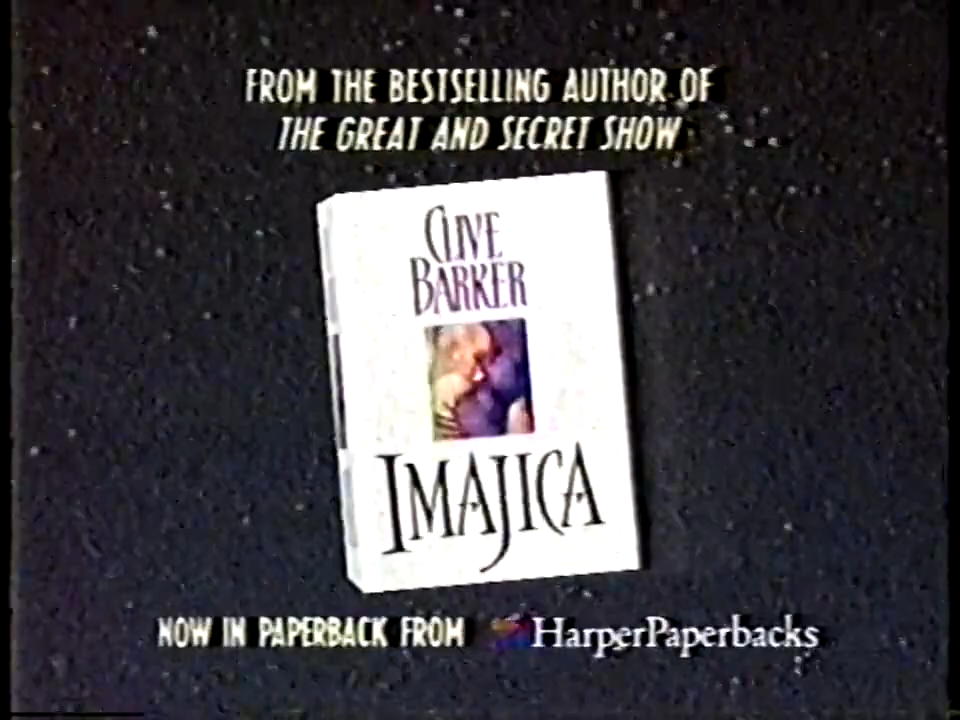 FROM THE BESTSELLING AUTHOR OF
THE GREAT AND SECRET SHOW
CLIVE
BARKER
IMAJICA
NOW IN PAPERBACK FROM HarperPaperbacks